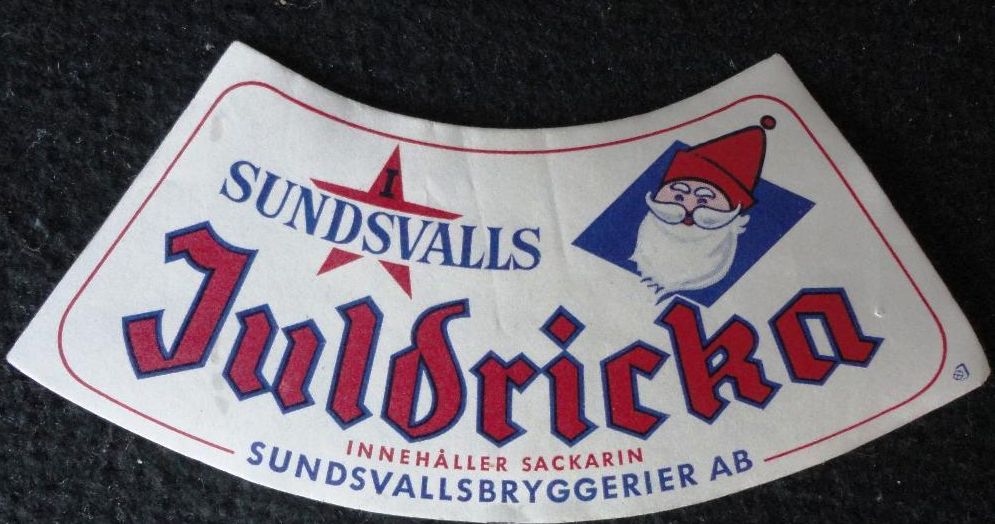 I
SUNDSVALLS
Juldricka
INNEHÅLLER SACKARIN
SUNDSVALLSBRYGGERIER AB